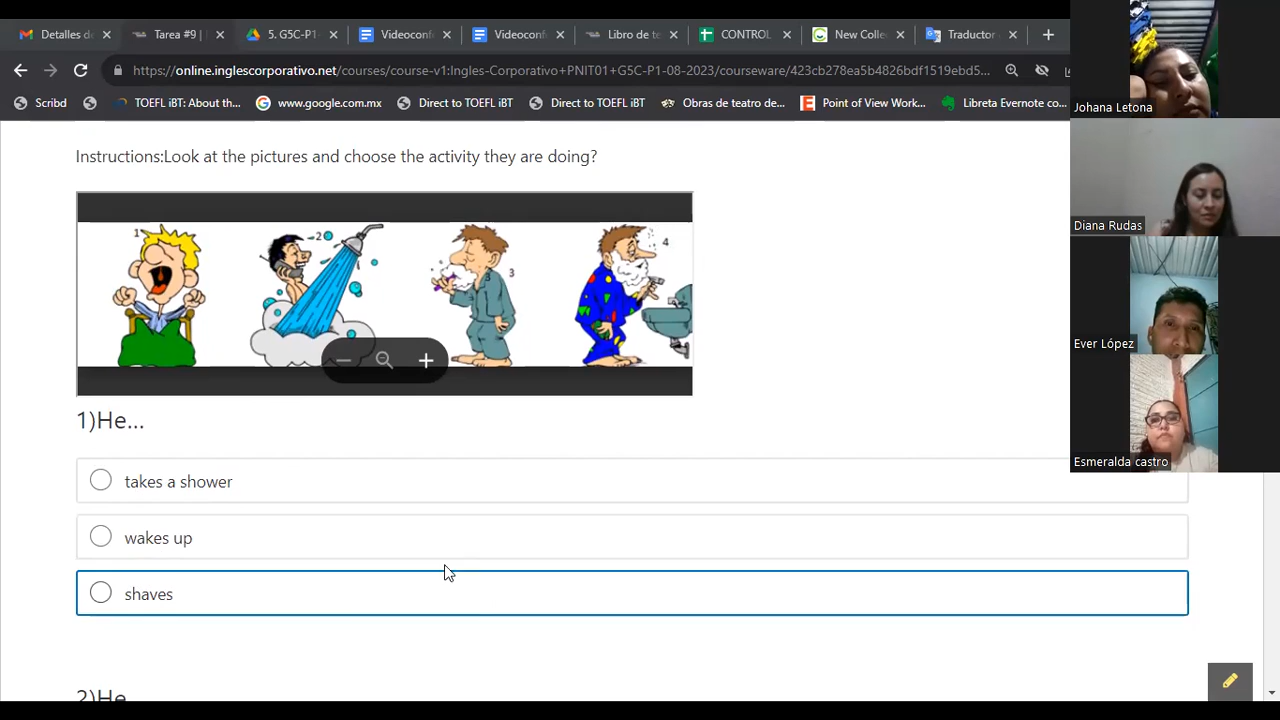 Detalles de
Tarea #9 |
5. G5C-P1
Videoconf
Videoconf
Libro de te
CONTROL
New Colle
Traductor
https://online.inglescorporativo.net/courses/course-v1:Ingles-Corporativo+PNIT01+G5C-P1-08-2023/courseware/423cb278ea5b4826bdf1519ebd5...
Scribd
TOEFL iBT: About th...
www.google.com.mx
Direct to TOEFL iBT
Direct to TOEFL iBT
Obras de teatro de...
Point of View Work...
Libreta Evernote co...
Johana Letona
Diana Rudas
Ever López
Esmeralda castro
Instructions:Look at the pictures and choose the activity they are doing?
1
2
3
4
1)He...
takes a shower
wakes up
shaves
2)He